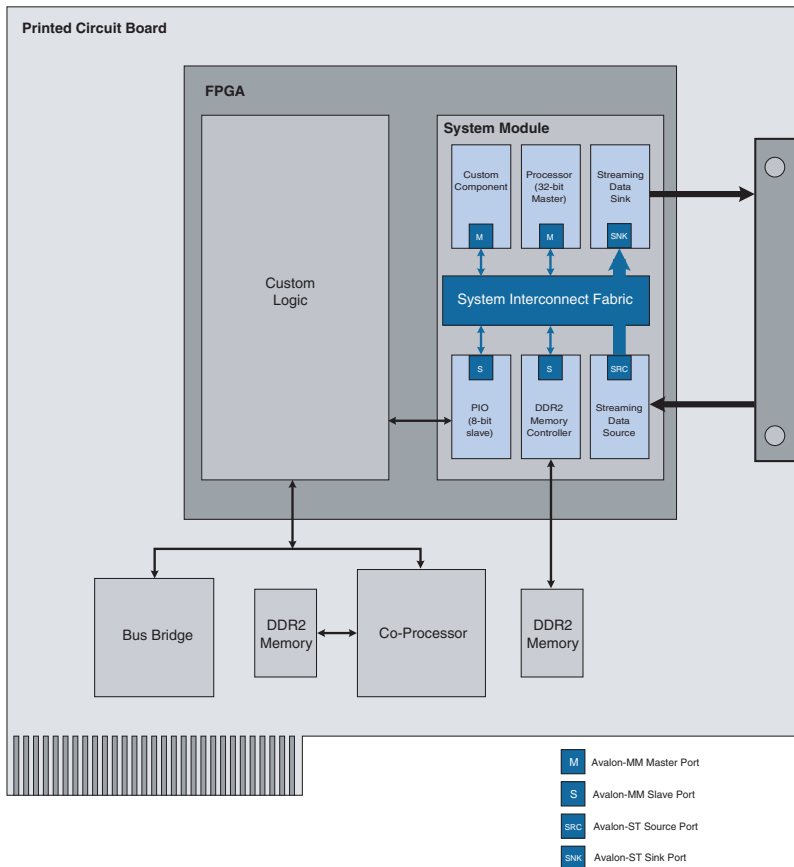 Printed Circuit Board
FPGA
System Module
Custom
Component
M
Processor
(32-bit
Master)
M
Streaming
Data
Sink
SNK
Custom
Logic
System Interconnect Fabric
S
PIO
(8-bit
slave)
S
DDR2
Memory
Controller
SRC
Streaming
Data
Source
Bus Bridge
DDR2
Memory
Co-Processor
DDR2
Memory
M Avalon-MM Master Port
S Avalon-MM Slave Port
SRC Avalon-ST Source Port
SNK Avalon-ST Sink Port